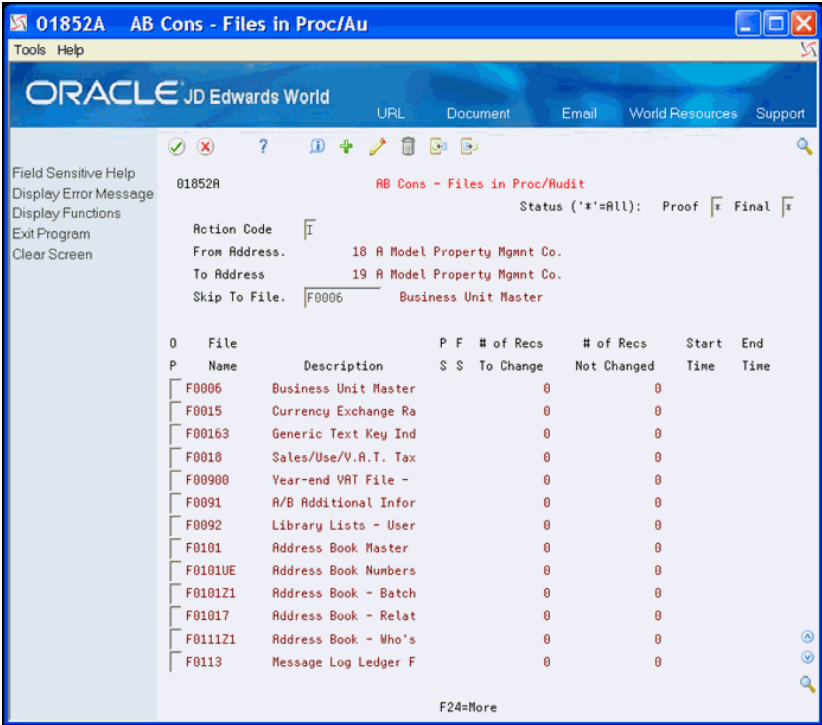 01852A AB Cons - Files in Proc/Au
Tools Help
ORACLE JD Edwards World
URL Document Email World Resources Support
Field Sensitive Help
Display Error Message
Display Functions
Exit Program
Clear Screen
01852A AB Cons - Files in Proc/Audit
Status ('*'=All): Proof * Final *
Action Code I
From Address. 18 A Model Property Mgmnt Co.
To Address 19 A Model Property Mgmnt Co.
Skip To File. F0006 Business Unit Master
O File P F # of Recs # of Recs Start End
P Name Description S S To Change Not Changed Time Time
F0006 Business Unit Master 0 0
F0015 Currency Exchange Ra 0 0
F00163 Generic Text Key Ind 0 0
F0018 Sales/Use/V.A.T. Tax 0 0
F00900 Year-end VAT File - 0 0
F0091 A/B Additional Infor 0 0
F0092 Library Lists - User 0 0
F0101 Address Book Master 0 0
F0101UE Address Book Numbers 0 0
F0101Z1 Address Book - Batch 0 0
F01017 Address Book - Relat 0 0
F0111Z1 Address Book - Who's 0 0
F0113 Message Log Ledger F 0 0
F24=More